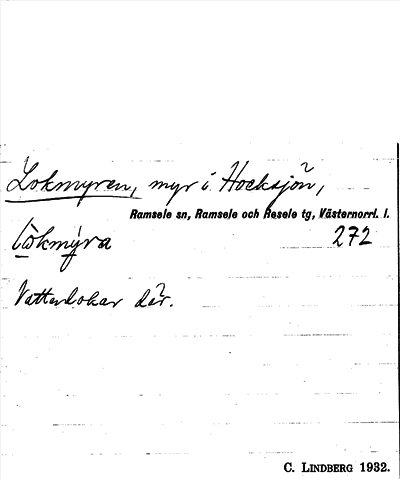 Lokmyren, myr i Hocksjön,
Ramsele sn, Ramsele och Resele tg, Västernorrl. l.
lòkmýra 272
Vattenlokar där.
C. LINDBERG 1932.